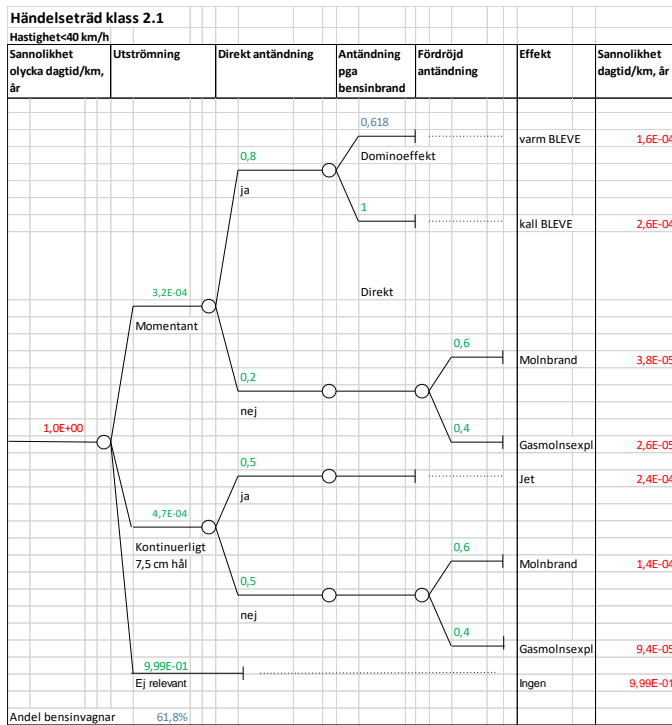 Händelseträd klass 2.1
Hastighet<40 km/h
Sannolikhet olycka dagtid/km, år
Utströmning
Direkt antändning
Antändning pga bensinbrand
Fördröjd antändning
Effekt
Sannolikhet dagtid/km, år
0,618
varm BLEVE 1,6E-04
Dominoeffekt
0,8
ja
1
kall BLEVE 2,6E-04
3,2E-04
Direkt
Momentant
0,6
Molnbrand 3,8E-05
0,2
nej
0,4
1,0E+00
Gasmolnsexpl 2,6E-05
0,5
Jet 2,4E-04
ja
4,7E-04
Kontinuerligt
7,5 cm hål
0,6
Molnbrand 1,4E-04
0,5
nej
0,4
Gasmolnsexpl 9,4E-05
9,99E-01
Ej relevant
Ingen 9,99E-01
Andel bensinvagnar 61,8%